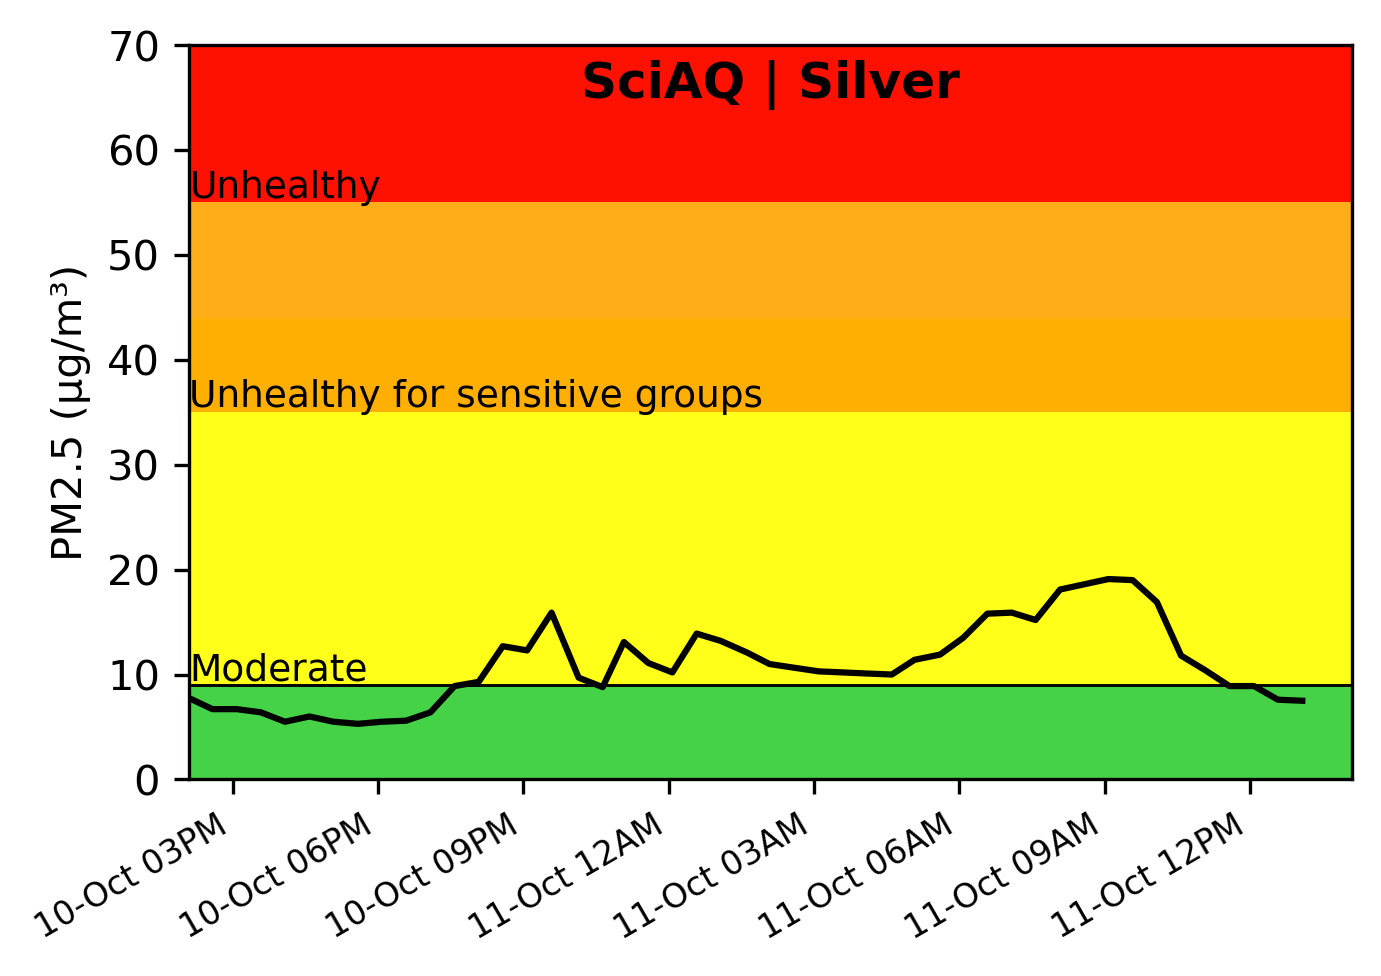 SciAQ | Silver
PM2.5 (µg/m³)
70
60
50
40
30
20
10
0
Unhealthy
Unhealthy for sensitive groups
Moderate
10-Oct 03PM
10-Oct 06PM
10-Oct 09PM
11-Oct 12AM
11-Oct 03AM
11-Oct 06AM
11-Oct 09AM
11-Oct 12PM